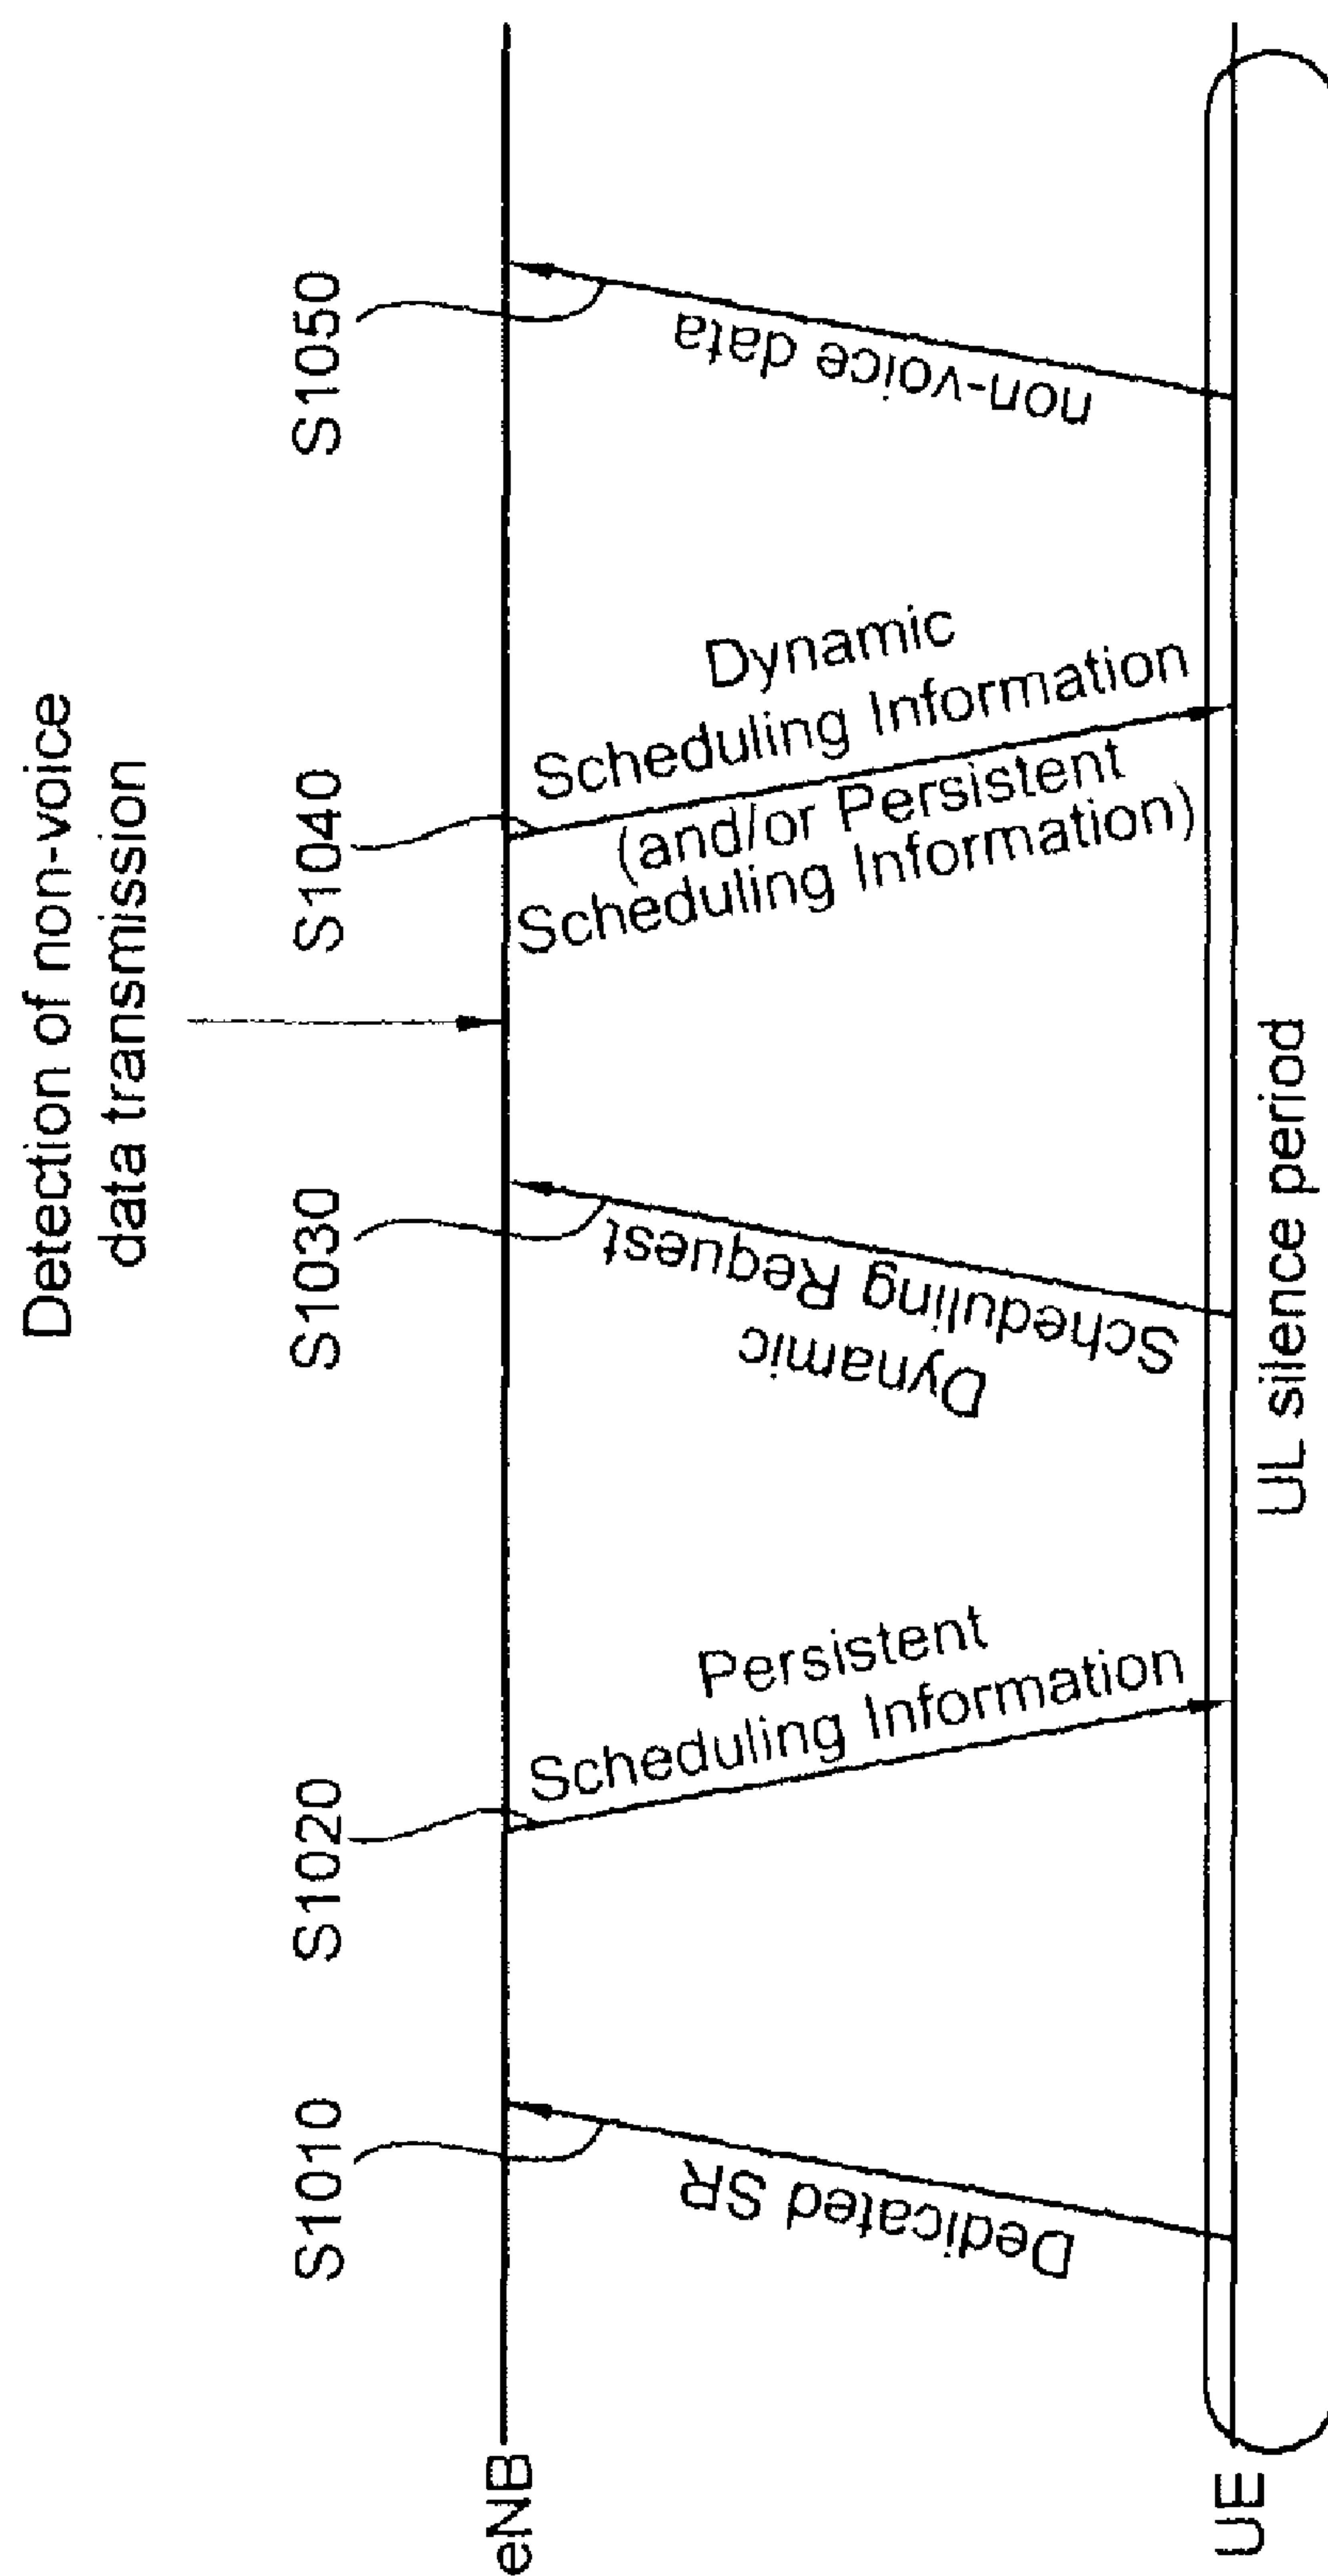 Detection of non-voice
data transmission
S1010
S1020
S1030
S1040
S1050
eNB
Dedicated SR
Persistent
Scheduling Information
Dynamic
Scheduling Request
Dynamic
Scheduling Information
(and/or Persistent
Scheduling Information)
non-voice data
UE
UL silence period